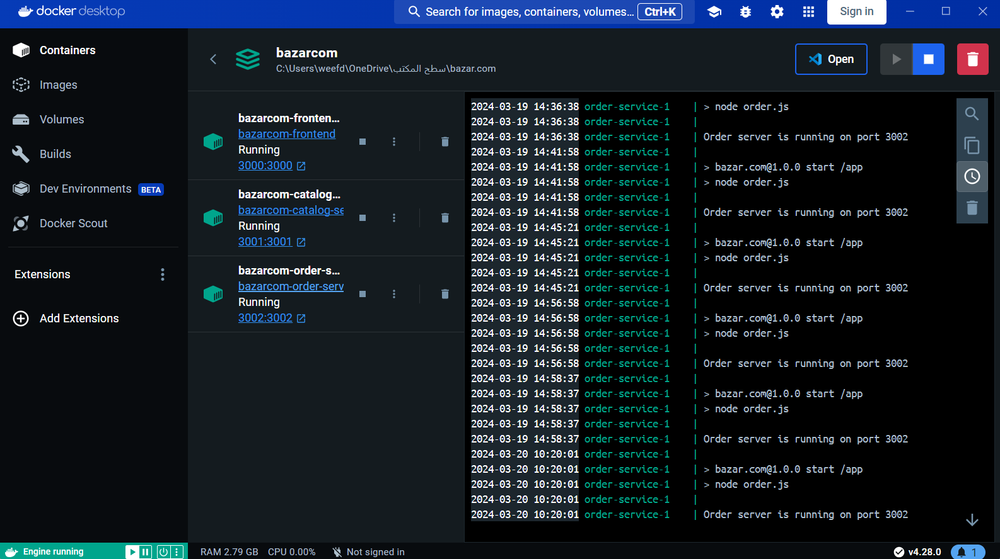 docker desktop
Search for images, containers, volumes... Ctrl+K
Sign in
Containers
Images
Volumes
Builds
Dev Environments BETA
Docker Scout
Extensions
Add Extensions
bazarcom
C:\Users\weefd\OneDrive\سطح المكتب\bazar.com
Open
bazarcom-fronten...
bazarcom-frontend
Running
3000:3000
bazarcom-catalog...
bazarcom-catalog-se
Running
3001:3001
bazarcom-order-s...
bazarcom-order-serv
Running
3002:3002
2024-03-19 14:36:38 order-service-1 | > node order.js
2024-03-19 14:36:38 order-service-1 |
2024-03-19 14:36:38 order-service-1 | Order server is running on port 3002
2024-03-19 14:41:58 order-service-1 |
2024-03-19 14:41:58 order-service-1 | > bazar.com@1.0.0 start /app
2024-03-19 14:41:58 order-service-1 | > node order.js
2024-03-19 14:41:58 order-service-1 |
2024-03-19 14:41:58 order-service-1 | Order server is running on port 3002
2024-03-19 14:45:21 order-service-1 |
2024-03-19 14:45:21 order-service-1 | > bazar.com@1.0.0 start /app
2024-03-19 14:45:21 order-service-1 | > node order.js
2024-03-19 14:45:21 order-service-1 |
2024-03-19 14:45:21 order-service-1 | Order server is running on port 3002
2024-03-19 14:56:58 order-service-1 |
2024-03-19 14:56:58 order-service-1 | > bazar.com@1.0.0 start /app
2024-03-19 14:56:58 order-service-1 | > node order.js
2024-03-19 14:56:58 order-service-1 |
2024-03-19 14:56:58 order-service-1 | Order server is running on port 3002
2024-03-19 14:58:37 order-service-1 |
2024-03-19 14:58:37 order-service-1 | > bazar.com@1.0.0 start /app
2024-03-19 14:58:37 order-service-1 | > node order.js
2024-03-19 14:58:37 order-service-1 |
2024-03-19 14:58:37 order-service-1 | Order server is running on port 3002
2024-03-20 10:20:01 order-service-1 |
2024-03-20 10:20:01 order-service-1 | > bazar.com@1.0.0 start /app
2024-03-20 10:20:01 order-service-1 | > node order.js
2024-03-20 10:20:01 order-service-1 |
2024-03-20 10:20:01 order-service-1 | Order server is running on port 3002
Engine running
RAM 2.79 GB CPU 0.00% Not signed in
v4.28.0
1